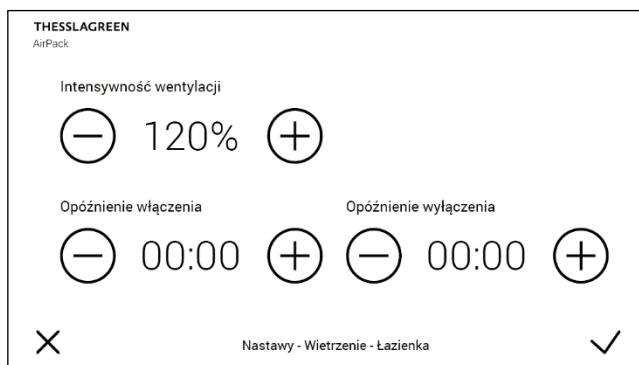 THESSLAGREEN
AirPack
Intensywność wentylacji
120%
Opóźnienie włączenia Opóźnienie wyłączenia
00:00 00:00
Nastawy - Wietrzenie - Łazienka